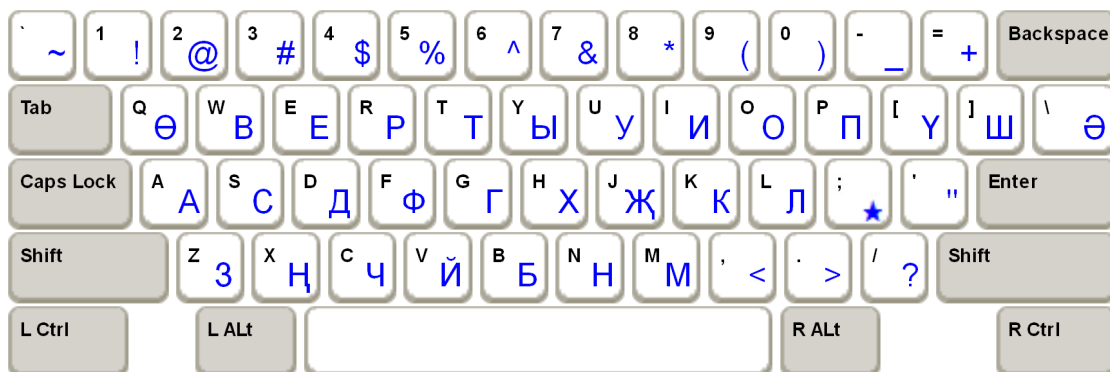 ` ~ 1 ! 2 @ 3 # 4 $ 5 % 6 ^ 7 & 8 * 9 ( 0 ) - _ = + Backspace
Tab Q Ө W В E Е R Р T Т Y Ы U У I И O О P П [ Ү ] Ш \ Ә
Caps Lock A А S С D Д F Ф G Г H Х J Җ K К L Л ; ★ ' " Enter
Shift Z З X Ң C Ч V Й B Б N Н M М , < . > / ? Shift
L Ctrl L ALt R ALt R Ctrl